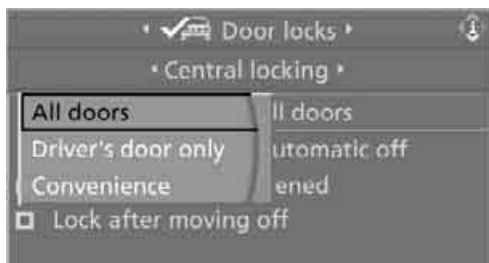 Door locks
Central locking
All doors
ll doors
Driver's door only
utomatic off
Convenience
ened
Lock after moving off